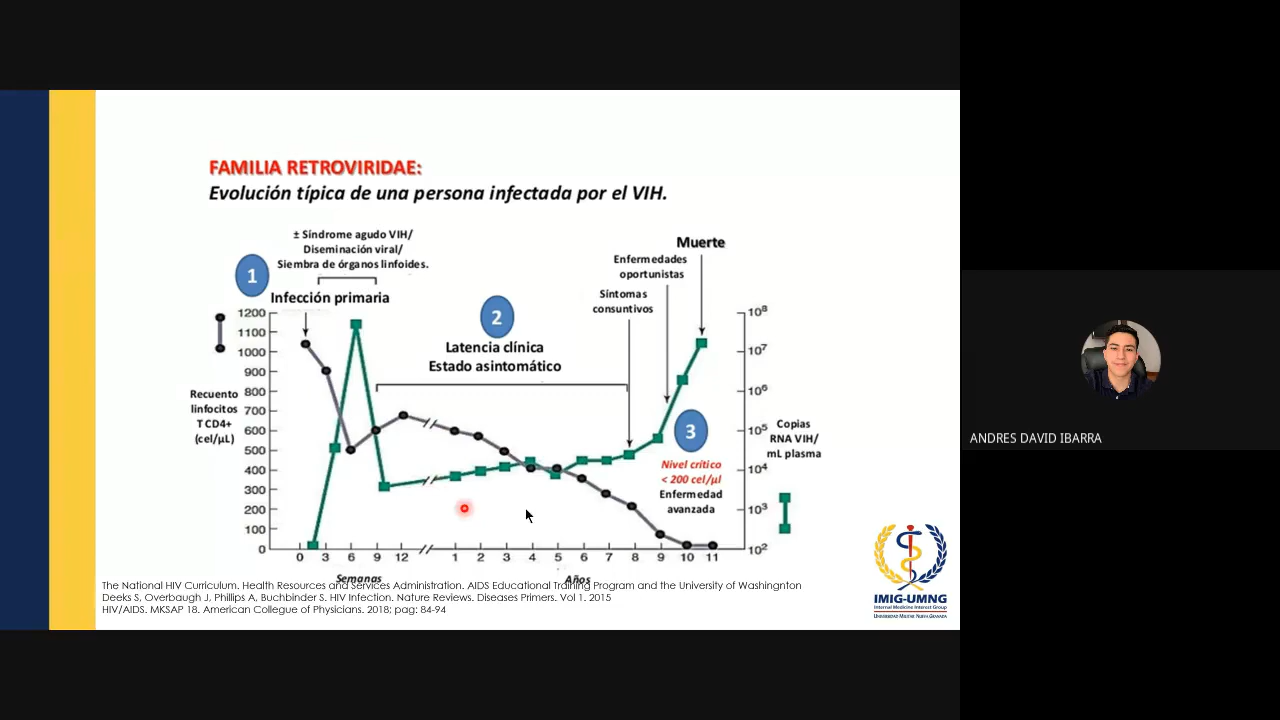 FAMILIA RETROVIRIDAE:
Evolución típica de una persona infectada por el VIH.
± Síndrome agudo VIH/
Diseminación viral/
Siembra de órganos linfoides.
1
Infección primaria
2
Latencia clínica
Estado asintomático
Síntomas
consuntivos
Enfermedades
oportunistas
Muerte
1200
1100
1000
900
800
700
600
500
400
300
200
100
0
Recuento
linfocitos
T CD4+
(cel/µL)
3
Nivel crítico
< 200 cel/µl
Enfermedad
avanzada
10⁸
10⁷
10⁶
10⁵
10⁴
10³
10²
Copias
RNA VIH/
mL plasma
0 3 6 9 12 1 2 3 4 5 6 7 8 9 10 11
Semanas Años
The National HIV Curriculum. Health Resources and Services Administration. AIDS Educational Training Program and the University of Washingnton
Deeks S, Overbaugh J, Phillips A, Buchbinder S. HIV Infection. Nature Reviews. Diseases Primers. Vol 1. 2015
HIV/AIDS. MKSAP 18. American Collegue of Physicians. 2018; pag: 84-94
IMIG-UMNG
Internal Medicine Interest Group
Universidad Militar Nueva Granada
ANDRES DAVID IBARRA